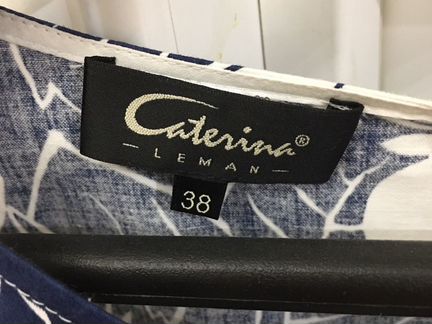 Caterina®
— LEMAN —
38